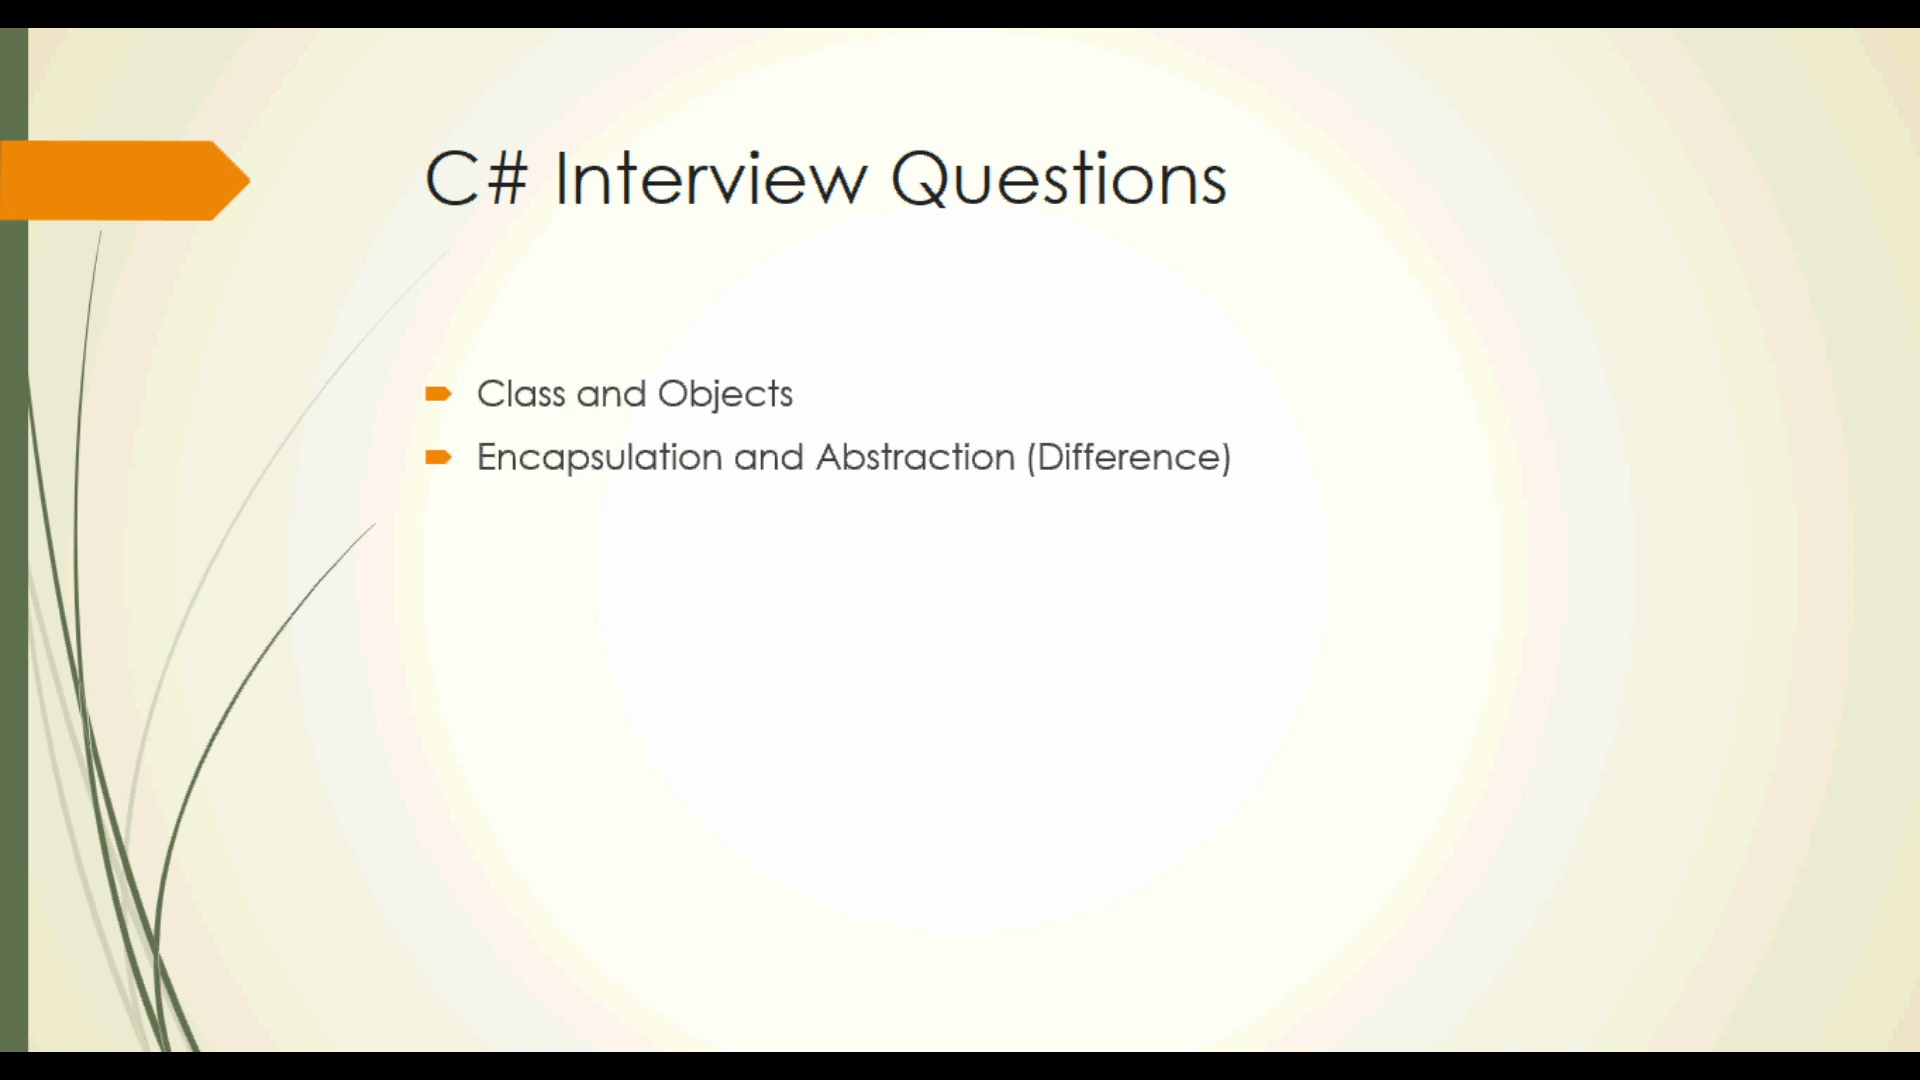 C# Interview Questions
Class and Objects
Encapsulation and Abstraction (Difference)